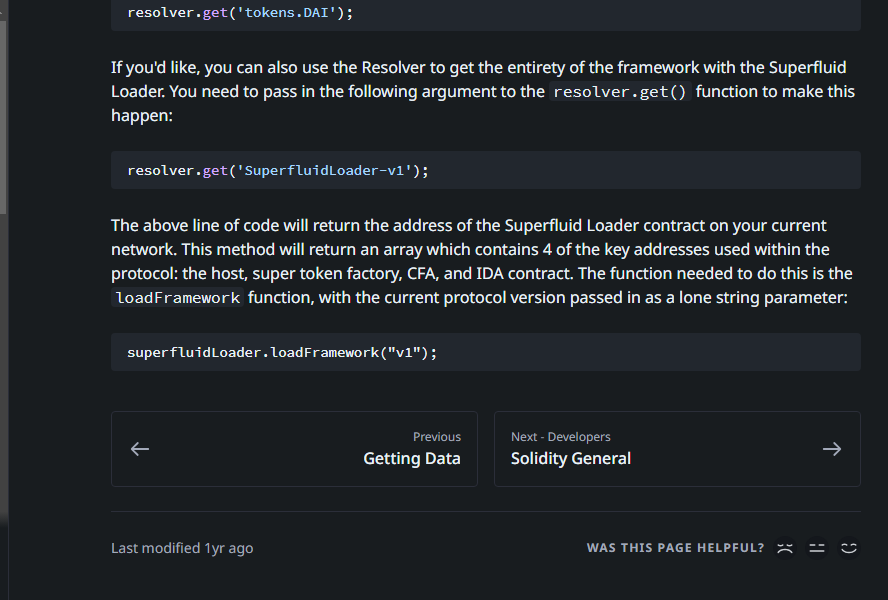 resolver.get('tokens.DAI');
If you'd like, you can also use the Resolver to get the entirety of the framework with the Superfluid
Loader. You need to pass in the following argument to the resolver.get() function to make this
happen:
resolver.get('SuperfluidLoader-v1');
The above line of code will return the address of the Superfluid Loader contract on your current
network. This method will return an array which contains 4 of the key addresses used within the
protocol: the host, super token factory, CFA, and IDA contract. The function needed to do this is the
loadFramework function, with the current protocol version passed in as a lone string parameter:
superfluidLoader.loadFramework("v1");
Previous
Getting Data
Next - Developers
Solidity General
Last modified 1yr ago
WAS THIS PAGE HELPFUL?